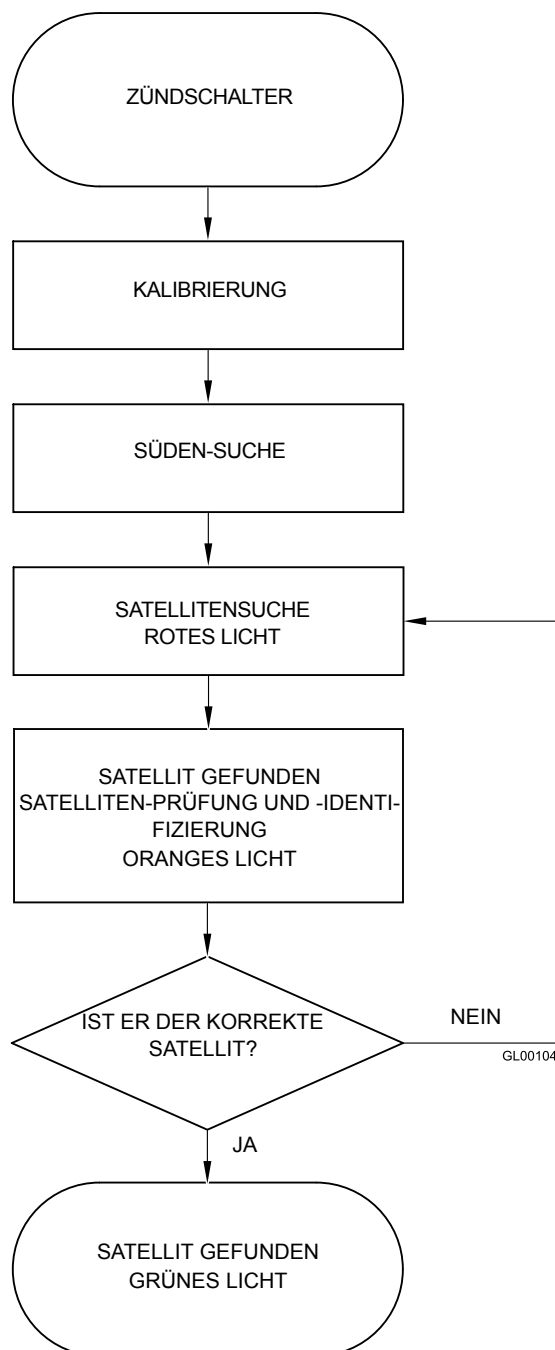 ZÜNDSCHALTER
KALIBRIERUNG
SÜDEN-SUCHE
SATELLITENSUCHE
ROTES LICHT
SATELLIT GEFUNDEN
SATELLITEN-PRÜFUNG UND -IDENTI-
FIZIERUNG
ORANGES LICHT
IST ER DER KORREKTE
SATELLIT?
NEIN
GL00104
JA
SATELLIT GEFUNDEN
GRÜNES LICHT